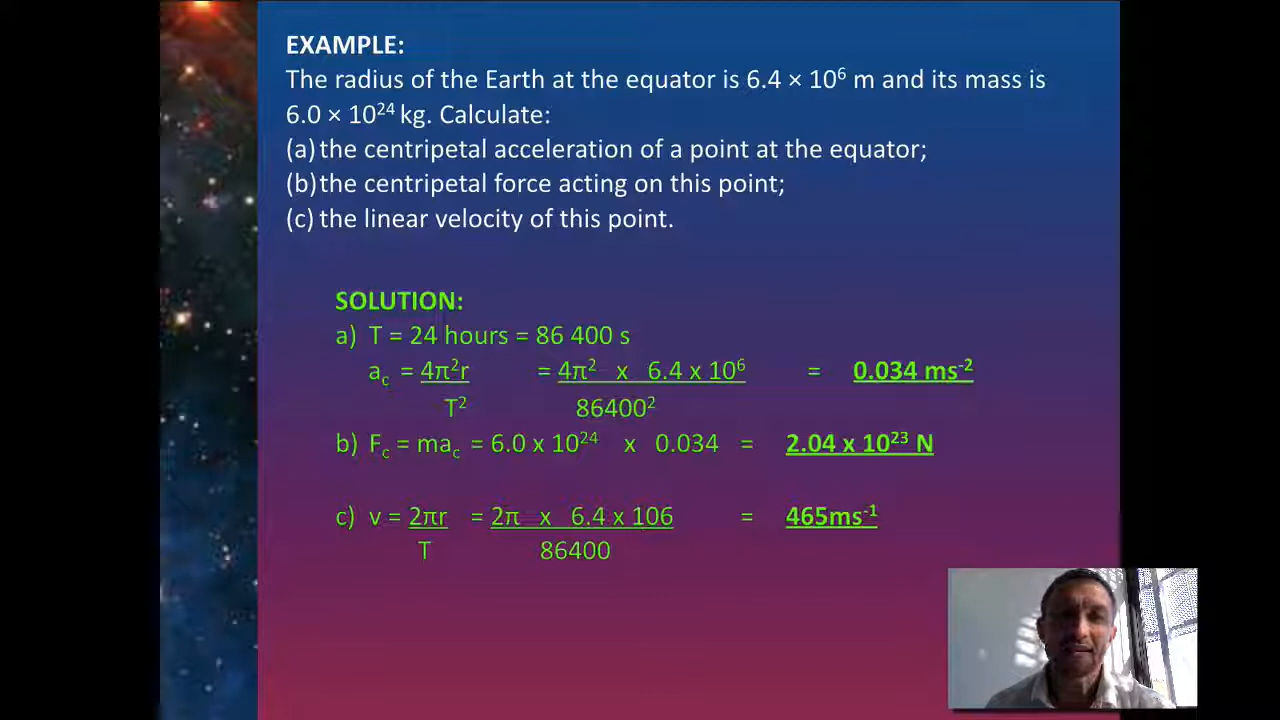 EXAMPLE:
The radius of the Earth at the equator is 6.4 × 10⁶ m and its mass is
6.0 × 10²⁴ kg. Calculate:
(a) the centripetal acceleration of a point at the equator;
(b) the centripetal force acting on this point;
(c) the linear velocity of this point.
SOLUTION:
a) T = 24 hours = 86 400 s
a_c = 4π²r = 4π² x 6.4 x 10⁶ = 0.034 ms⁻²
T² 86400²
b) F_c = ma_c = 6.0 x 10²⁴ x 0.034 = 2.04 x 10²³ N
c) v = 2πr = 2π x 6.4 x 106 = 465ms⁻¹
T 86400